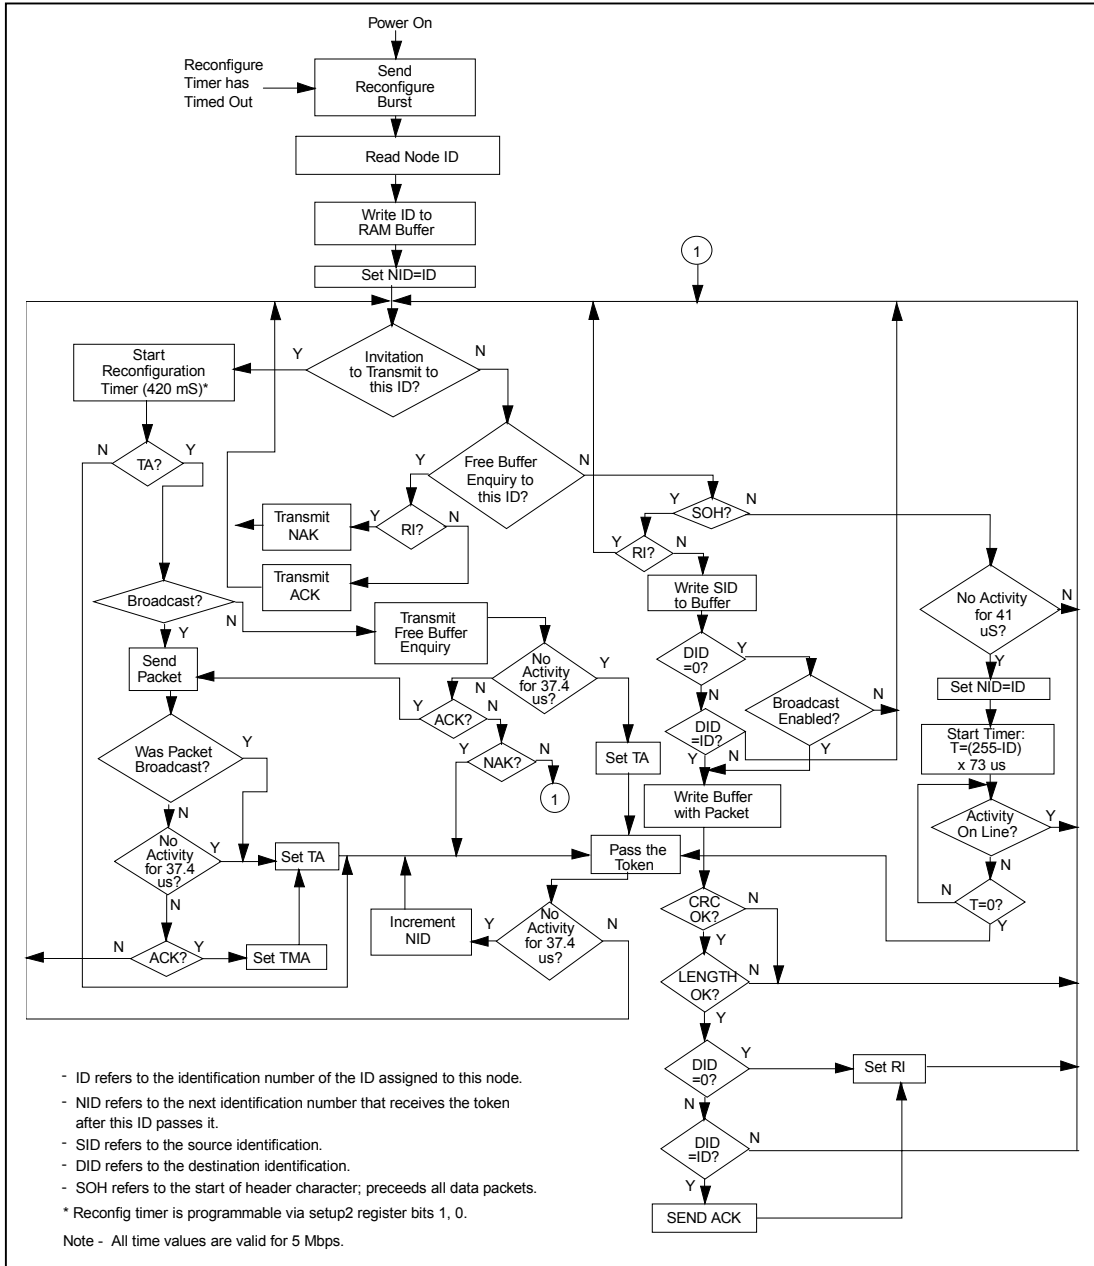 Power On
Reconfigure
Timer has
Timed Out
Send
Reconfigure
Burst
Read Node ID
Write ID to
RAM Buffer
Set NID=ID
1
Start
Reconfiguration
Timer (420 mS)*
Y
Invitation
to Transmit to
this ID?
N
N
TA?
Y
Y
Free Buffer
Enquiry to
this ID?
N
Transmit
NAK
Y
RI?
N
Transmit
ACK
Y
SOH?
N
Y
RI?
N
Write SID
to Buffer
No Activity
for 41
uS?
N
Y
Broadcast?
N
Y
Transmit
Free Buffer
Enquiry
Send
Packet
No
Activity
for 37.4
us?
Y
N
DID
=0?
Y
N
Set NID=ID
Broadcast
Enabled?
N
Y
ACK?
N
Y
NAK?
N
1
Set TA
DID
=ID?
Y
N
Start Timer:
T=(255-ID)
x 73 us
Was Packet
Broadcast?
Y
N
Write Buffer
with Packet
Activity
On Line?
Y
N
No
Activity
for 37.4
us?
Y
N
Set TA
Pass the
Token
N
T=0?
Y
CRC
OK?
N
Y
Increment
NID
Y
No
Activity
for 37.4
us?
N
N
ACK?
Y
Set TMA
LENGTH
OK?
N
Y
DID
=0?
Y
N
Set RI
DID
=ID?
N
Y
SEND ACK
- ID refers to the identification number of the ID assigned to this node.
- NID refers to the next identification number that receives the token
after this ID passes it.
- SID refers to the source identification.
- DID refers to the destination identification.
- SOH refers to the start of header character; preceeds all data packets.
* Reconfig timer is programmable via setup2 register bits 1, 0.
Note - All time values are valid for 5 Mbps.